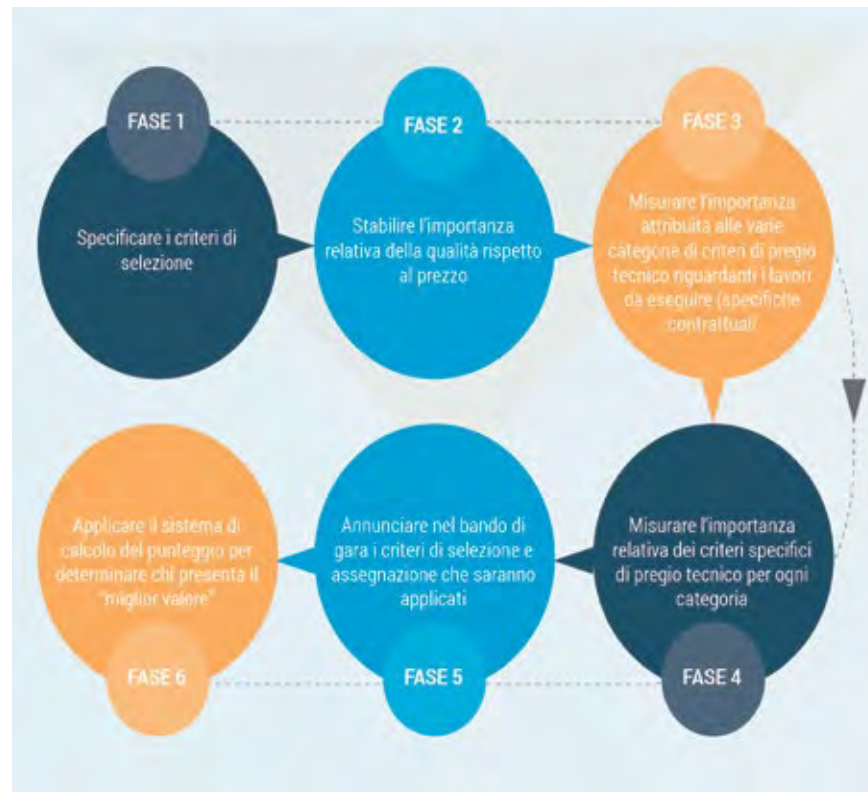 FASE 1
Specificare i criteri di
selezione
FASE 2
Stabilire l'importanza
relativa della qualità rispetto
al prezzo
FASE 3
Misurare l'importanza
attribuita alle varie
categorie di criteri di pregio
tecnico riguardanti i lavori
da eseguire (specifiche
contrattuali
Misurare l'importanza
relativa dei criteri specifici
di pregio tecnico per ogni
categoria
FASE 4
Annunciare nel bando di
gara i criteri di selezione e
assegnazione che saranno
applicati
FASE 5
Applicare il sistema di
calcolo del punteggio per
determinare chi presenta il
"miglior valore"
FASE 6